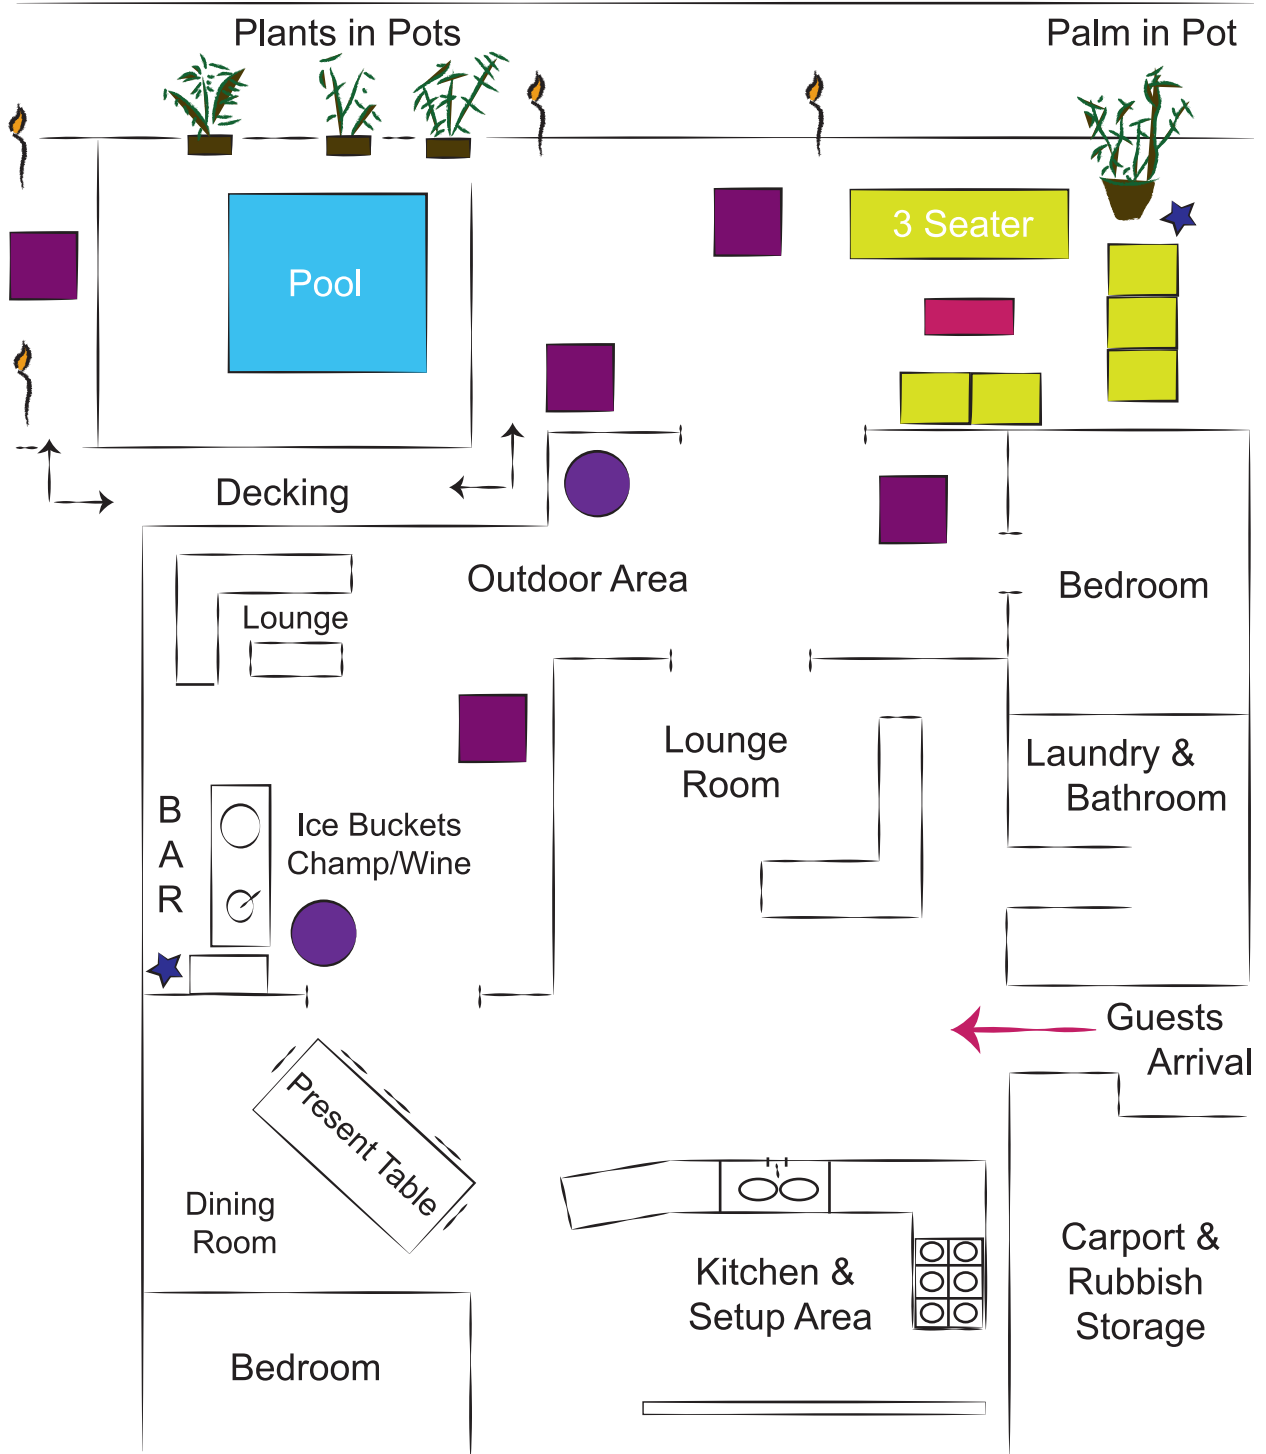 Plants in Pots
Palm in Pot
3 Seater
Pool
Decking
Outdoor Area
Bedroom
Lounge
Lounge
Room
Laundry &
Bathroom
B
A
R
Ice Buckets
Champ/Wine
Guests
Arrival
Present Table
Dining
Room
Kitchen &
Setup Area
Carport &
Rubbish
Storage
Bedroom